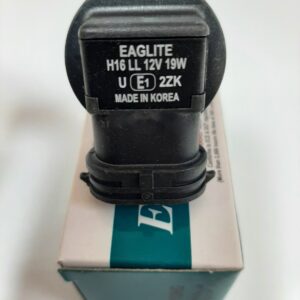 EAGLITE
H16 LL 12V 19W
U E1 2ZK
MADE IN KOREA
E